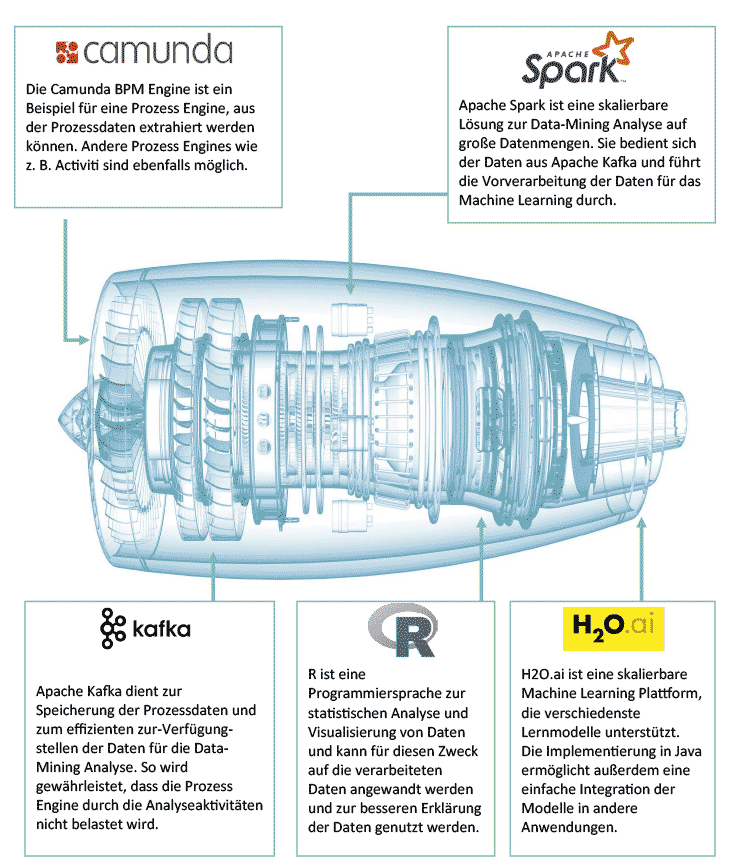 camunda
Die Camunda BPM Engine ist ein
Beispiel für eine Prozess Engine, aus
der Prozessdaten extrahiert werden
können. Andere Prozess Engines wie
z. B. Activiti sind ebenfalls möglich.
APACHE
Spark™
Apache Spark ist eine skalierbare
Lösung zur Data-Mining Analyse auf
große Datenmengen. Sie bedient sich
der Daten aus Apache Kafka und führt
die Vorverarbeitung der Daten für das
Machine Learning durch.
kafka
Apache Kafka dient zur
Speicherung der Prozessdaten und
zum effizienten zur-Verfügung-
stellen der Daten für die Data-
Mining Analyse. So wird
gewährleistet, dass die Prozess
Engine durch die Analyseaktivitäten
nicht belastet wird.
R
R ist eine
Programmiersprache zur
statistischen Analyse und
Visualisierung von Daten
und kann für diesen Zweck
auf die verarbeiteten
Daten angewandt werden
und zur besseren Erklärung
der Daten genutzt werden.
H2O.ai
H2O.ai ist eine skalierbare
Machine Learning Plattform,
die verschiedenste
Lernmodelle unterstützt.
Die Implementierung in Java
ermöglicht außerdem eine
einfache Integration der
Modelle in andere
Anwendungen.